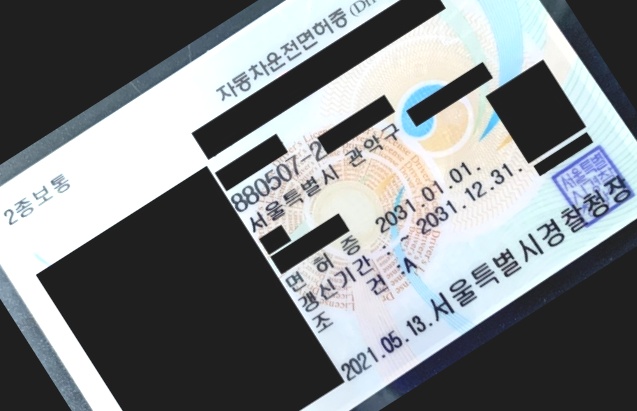 2종보통
자동차운전면허증
880507-2
서울특별시 관악구
면 허 증
갱신기간 :
2031.01.01.
~ 2031.12.31.
조 건 :A
2021.05.13.
서울특별시경찰청장